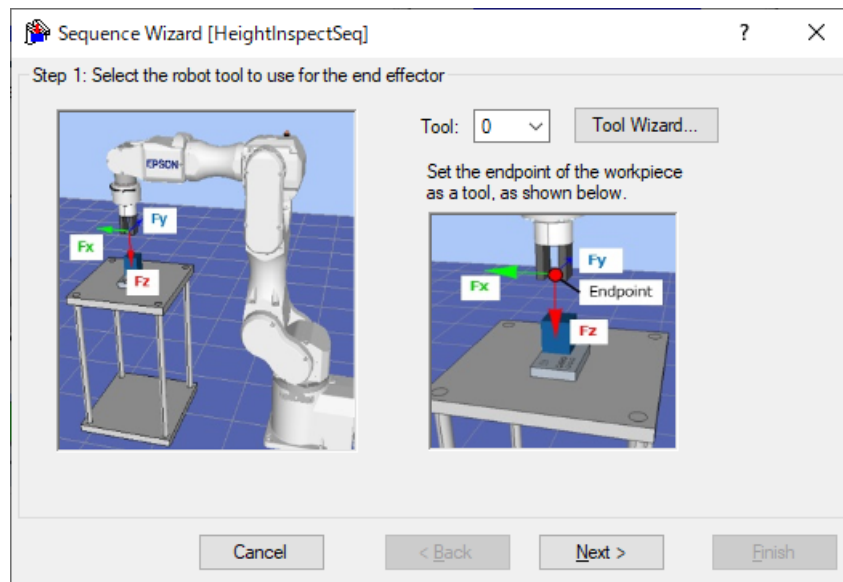 Sequence Wizard [HeightInspectSeq]
?
Step 1: Select the robot tool to use for the end effector
Tool:
0
Tool Wizard...
Set the endpoint of the workpiece
as a tool, as shown below.
EPSON
Fy
Fx
Fz
Fy
Fx
Endpoint
Fz
Cancel
< Back
Next >
Finish